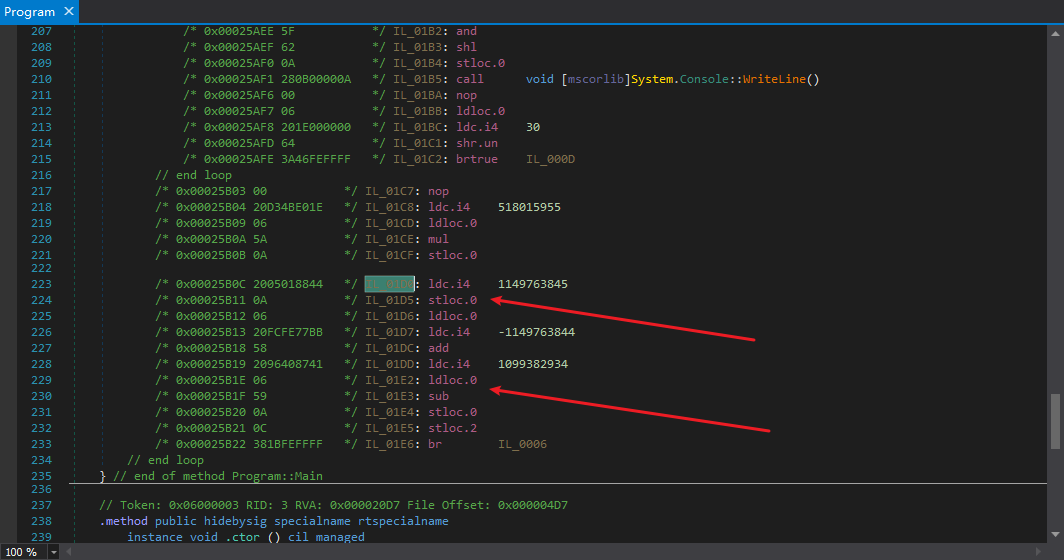 Program ×
207 /* 0x00025AEE 5F */ IL_01B2: and
208 /* 0x00025AEF 62 */ IL_01B3: shl
209 /* 0x00025AF0 0A */ IL_01B4: stloc.0
210 /* 0x00025AF1 280B00000A */ IL_01B5: call void [mscorlib]System.Console::WriteLine()
211 /* 0x00025AF6 00 */ IL_01BA: nop
212 /* 0x00025AF7 06 */ IL_01BB: ldloc.0
213 /* 0x00025AF8 201E000000 */ IL_01BC: ldc.i4 30
214 /* 0x00025AFD 64 */ IL_01C1: shr.un
215 /* 0x00025AFE 3A46FEFFFF */ IL_01C2: brtrue IL_000D
216 // end loop
217 /* 0x00025B03 00 */ IL_01C7: nop
218 /* 0x00025B04 20D34BE01E */ IL_01C8: ldc.i4 518015955
219 /* 0x00025B09 06 */ IL_01CD: ldloc.0
220 /* 0x00025B0A 5A */ IL_01CE: mul
221 /* 0x00025B0B 0A */ IL_01CF: stloc.0
222
223 /* 0x00025B0C 2005018844 */ IL_01D0: ldc.i4 1149763845
224 /* 0x00025B11 0A */ IL_01D5: stloc.0
225 /* 0x00025B12 06 */ IL_01D6: ldloc.0
226 /* 0x00025B13 20FCFE77BB */ IL_01D7: ldc.i4 -1149763844
227 /* 0x00025B18 58 */ IL_01DC: add
228 /* 0x00025B19 2096408741 */ IL_01DD: ldc.i4 1099382934
229 /* 0x00025B1E 06 */ IL_01E2: ldloc.0
230 /* 0x00025B1F 59 */ IL_01E3: sub
231 /* 0x00025B20 0A */ IL_01E4: stloc.0
232 /* 0x00025B21 0C */ IL_01E5: stloc.2
233 /* 0x00025B22 381BFEFFFF */ IL_01E6: br IL_0006
234 // end loop
235 } // end of method Program::Main
236
237 // Token: 0x06000003 RID: 3 RVA: 0x000020D7 File Offset: 0x000004D7
238 .method public hidebysig specialname rtspecialname
239 instance void .ctor () cil managed
100 %